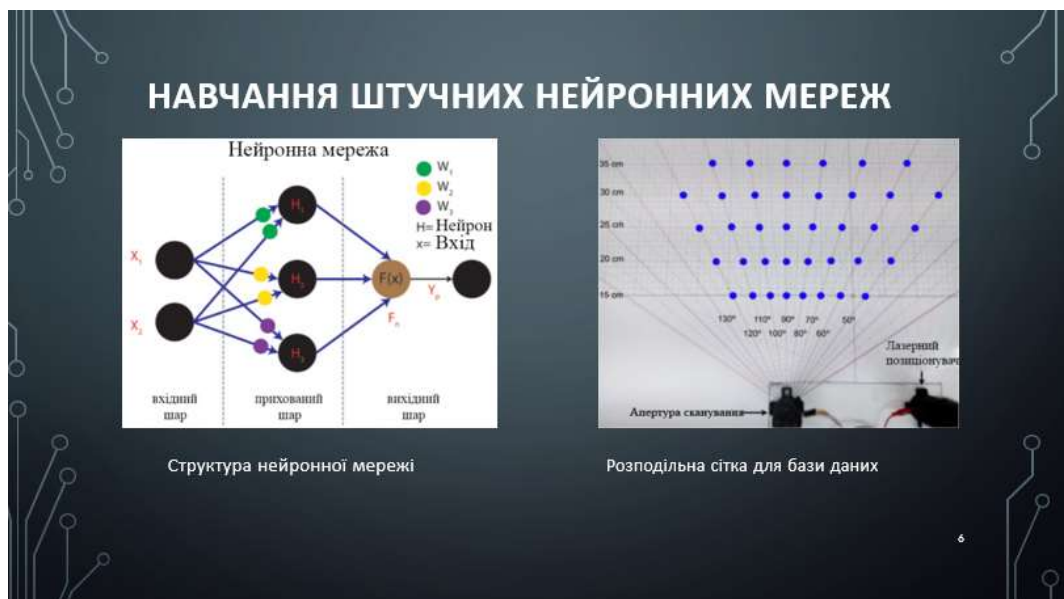 НАВЧАННЯ ШТУЧНИХ НЕЙРОННИХ МЕРЕЖ
Нейронна мережа
W₁
W₂
W₃
H= Нейрон
x= Вхід
X₁
X₂
H₁
H₂
H₃
F(x)
Yₚ
Fₙ
вхідний
шар
прихований
шар
вихідний
шар
Структура нейронної мережі
35 cm
30 cm
25 cm
20 cm
15 cm
130° 110° 90° 70° 50°
120° 100° 80° 60°
Лазерний
позиціонувач
Апертура сканування
Розподільна сітка для бази даних
6